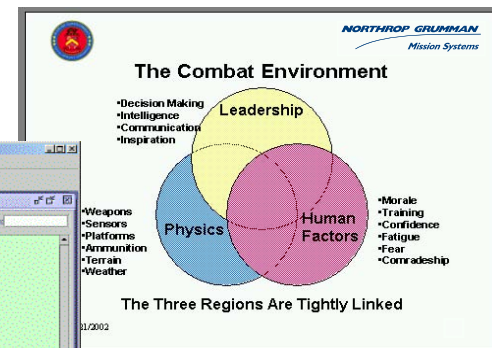 NORTHROP GRUMMAN
Mission Systems
The Combat Environment
•Decision Making
•Intelligence
•Communication
•Inspiration
Leadership
•Weapons
•Sensors
•Platforms
•Ammunition
•Terrain
•Weather
Physics
Human
Factors
•Morale
•Training
•Confidence
•Fatigue
•Fear
•Comradeship
The Three Regions Are Tightly Linked
/2002